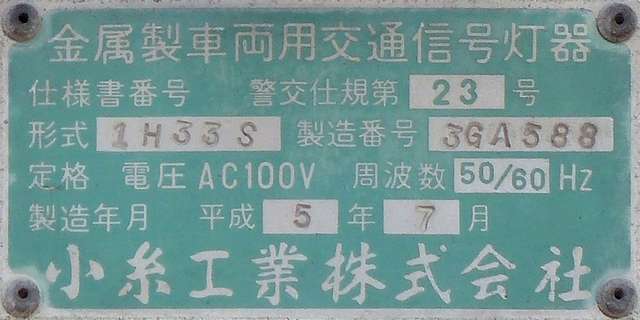 金属製車両用交通信号灯器
仕様書番号 警交仕規第 23 号
形式 1H33S 製造番号 3GA588
定格 電圧 AC100V 周波数 50/60 Hz
製造年月 平成 5 年 7 月
小糸工業株式会社